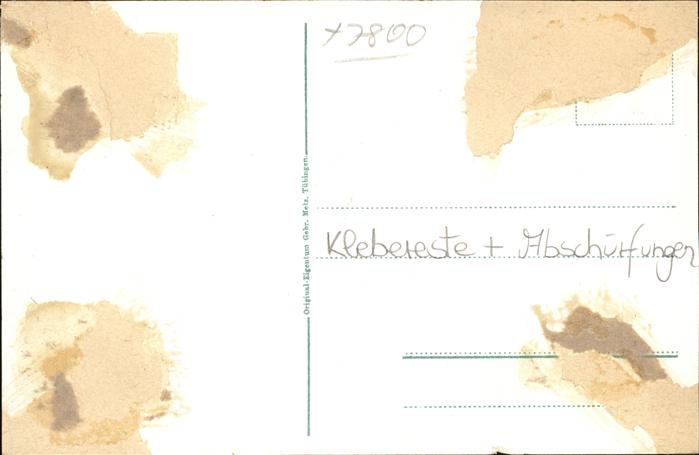 x7800
Original-Eigentum Gebr. Metz, Tübingen.
Klebereste + Abschürfungen